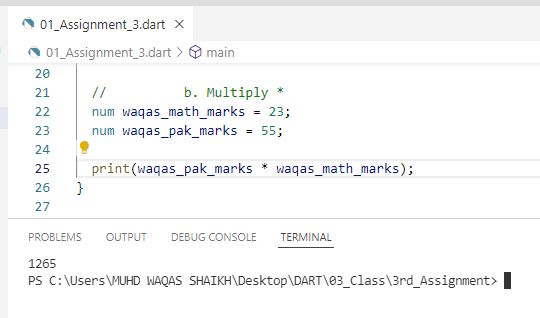 01_Assignment_3.dart
01_Assignment_3.dart > main
20
21 // b. Multiply *
22 num waqas_math_marks = 23;
23 num waqas_pak_marks = 55;
24
25 print(waqas_pak_marks * waqas_math_marks);
26 }
27
PROBLEMS OUTPUT DEBUG CONSOLE TERMINAL
1265
PS C:\Users\MUHD WAQAS SHAIKH\Desktop\DART\03_Class\3rd_Assignment>